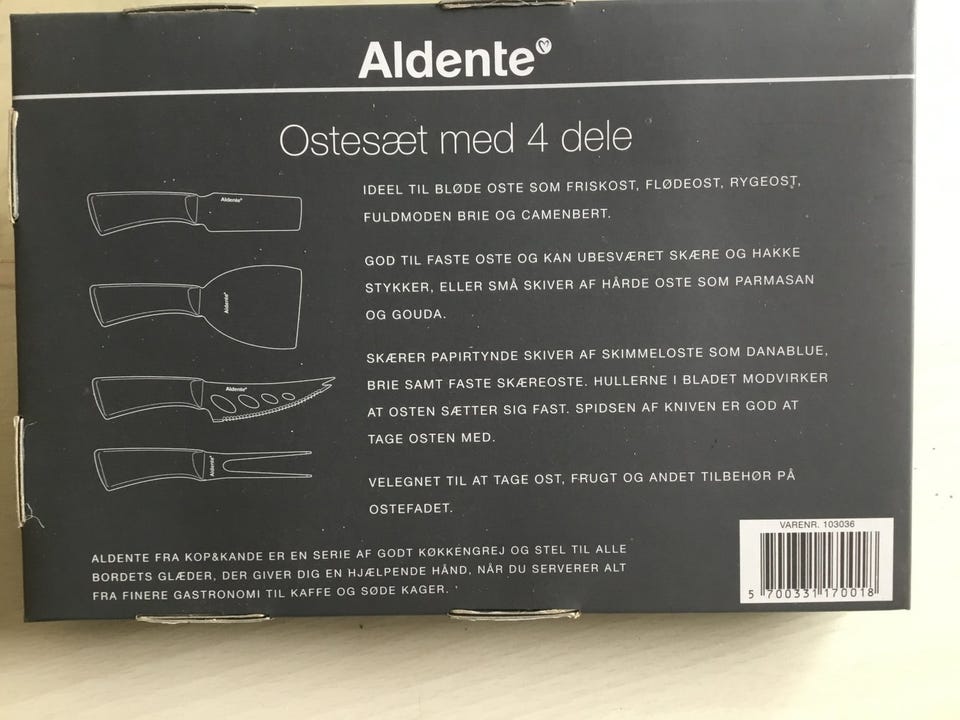 Aldente
Ostesæt med 4 dele
Aldente
IDEEL TIL BLØDE OSTE SOM FRISKOST, FLØDEOST, RYGEOST,
FULDMODEN BRIE OG CAMENBERT.
Aldente
GOD TIL FASTE OSTE OG KAN UBESVÆRET SKÆRE OG HAKKE
STYKKER, ELLER SMÅ SKIVER AF HÅRDE OSTE SOM PARMASAN
OG GOUDA.
Aldente
SKÆRER PAPIRTYNDE SKIVER AF SKIMMELOSTE SOM DANABLUE,
BRIE SAMT FASTE SKÆREOSTE. HULLERNE I BLADET MODVIRKER
AT OSTEN SÆTTER SIG FAST. SPIDSEN AF KNIVEN ER GOD AT
TAGE OSTEN MED.
Aldente
VELEGNET TIL AT TAGE OST, FRUGT OG ANDET TILBEHØR PÅ
OSTEFADET.
ALDENTE FRA KOP&KANDE ER EN SERIE AF GODT KØKKENGREJ OG STEL TIL ALLE
BORDETS GLÆDER, DER GIVER DIG EN HJÆLPENDE HÅND, NÅR DU SERVERER ALT
FRA FINERE GASTRONOMI TIL KAFFE OG SØDE KAGER.
VARENR. 103036
5 700331 170018